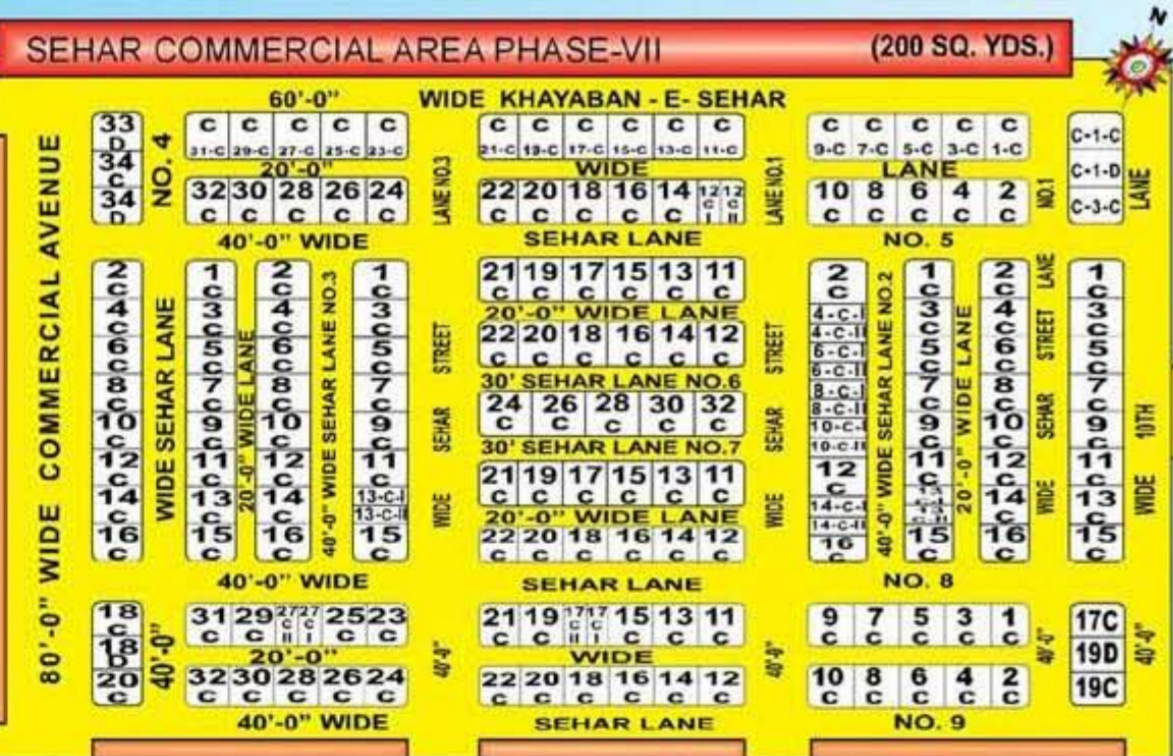 N
SEHAR COMMERCIAL AREA PHASE-VII (200 SQ. YDS.)
60'-0" WIDE KHAYABAN - E- SEHAR
33 D
34 C
34 D
NO. 4
C 31-C C 29-C C 27-C C 25-C C 23-C
20'-0"
32 C 30 C 28 C 26 C 24 C
LANE NO.3
C 21-C C 19-C C 17-C C 15-C C 13-C C 11-C
WIDE
22 C 20 C 18 C 16 C 14 C 12 C I 12 C II
LANE NO.1
C 9-C C 7-C C 5-C C 3-C C 1-C
LANE
10 C 8 C 6 C 4 C 2 C
NO.1
C-1-C
C-1-D
C-3-C
LANE
40'-0" WIDE SEHAR LANE NO. 5
80'-0" WIDE COMMERCIAL AVENUE
2 C
4 C
6 C
8 C
10 C
12 C
14 C
16 C
WIDE SEHAR LANE
1 C
3 C
5 C
7 C
9 C
11 C
13 C
15 C
20'-0" WIDE LANE
2 C
4 C
6 C
8 C
10 C
12 C
14 C
16 C
40'-0" WIDE SEHAR LANE NO.3
1 C
3 C
5 C
7 C
9 C
11 C
13-C-I
13-C-II
15 C
WIDE SEHAR STREET
21 C 19 C 17 C 15 C 13 C 11 C
20'-0" WIDE LANE
22 C 20 C 18 C 16 C 14 C 12 C
30' SEHAR LANE NO.6
24 C 26 C 28 C 30 C 32 C
30' SEHAR LANE NO.7
21 C 19 C 17 C 15 C 13 C 11 C
20'-0" WIDE LANE
22 C 20 C 18 C 16 C 14 C 12 C
WIDE SEHAR STREET
2 C
4-C-I
4-C-II
6-C-I
6-C-II
8-C-I
8-C-II
10-C-I
10-C-II
12 C
14-C-I
14-C-II
16 C
40'-0" WIDE SEHAR LANE NO.2
1 C
3 C
5 C
7 C
9 C
11 C
15 C
20'-0" WIDE LANE
2 C
4 C
6 C
8 C
10 C
12 C
14 C
16 C
WIDE SEHAR STREET LANE
1 C
3 C
5 C
7 C
9 C
11 C
13 C
15 C
WIDE 10TH
40'-0" WIDE SEHAR LANE NO. 8
18 C
18 D
20 C
40'-0"
31 C 29 C 27 C II 27 C I 25 C 23 C
20'-0"
32 C 30 C 28 C 26 C 24 C
40'-0"
21 C 19 C 17 C II 17 C I 15 C 13 C 11 C
WIDE
22 C 20 C 18 C 16 C 14 C 12 C
40'-0"
9 C 7 C 5 C 3 C 1 C
10 C 8 C 6 C 4 C 2 C
40'-0"
17C
19D
19C
40'-0"
40'-0" WIDE SEHAR LANE NO. 9